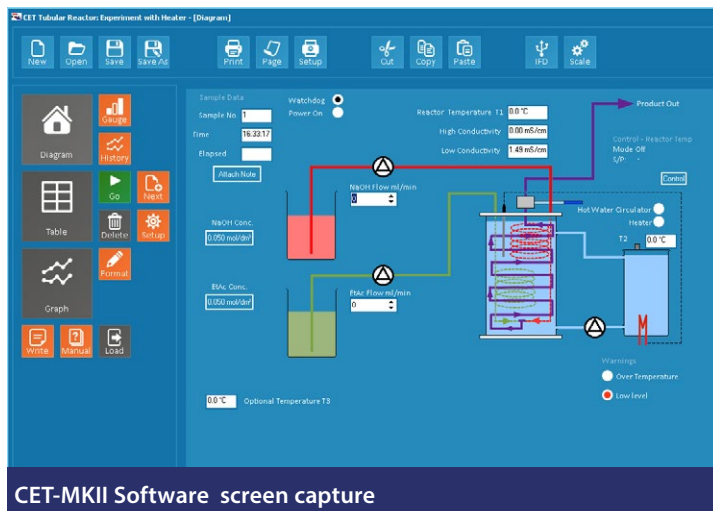 CET Tubular Reactor: Experiment with Heater - [Diagram]
New Open Save Save As Print Page Setup Cut Copy Paste IFD Scale
Diagram
Gauge
History
Table
Go
Next
Delete
Setup
Graph
Format
Write
Manual
Load
Sample Data
Sample No 1
Time 16:33:17
Elapsed
Attach Note
Watchdog
Power On
Reactor Temperature T1 0.0 °C
High Conductivity 0.00 mS/cm
Low Conductivity 1.49 mS/cm
Product Out
Control - Reactor Temp
Mode Off
S/P: -
Control
NaOH Flow ml/min
0
NaOH Conc.
0.050 mol/dm³
EtAc Conc.
0.050 mol/dm³
EtAc Flow ml/min
0
Hot Water Circulator
Heater
T2 0.0 °C
Warnings
Over Temperature
Low level
0.0 °C Optional Temperature T3
CET-MKII Software screen capture